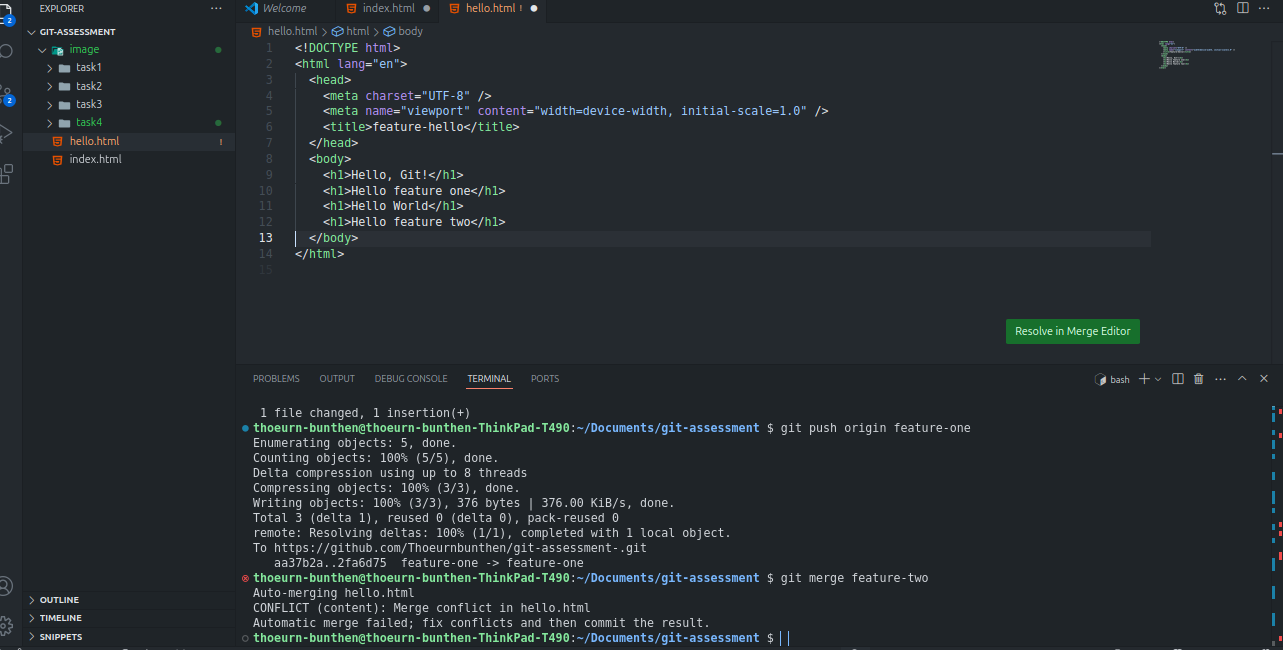 EXPLORER
Welcome
index.html
hello.html !
GIT-ASSESSMENT
image
task1
task2
task3
task4
hello.html !
index.html
OUTLINE
TIMELINE
SNIPPETS
2
2
hello.html > html > body
1 <!DOCTYPE html>
2 <html lang="en">
3 <head>
4 <meta charset="UTF-8" />
5 <meta name="viewport" content="width=device-width, initial-scale=1.0" />
6 <title>feature-hello</title>
7 </head>
8 <body>
9 <h1>Hello, Git!</h1>
10 <h1>Hello feature one</h1>
11 <h1>Hello World</h1>
12 <h1>Hello feature two</h1>
13 </body>
14 </html>
15
Resolve in Merge Editor
PROBLEMS OUTPUT DEBUG CONSOLE TERMINAL PORTS
bash
1 file changed, 1 insertion(+)
thoeurn-bunthen@thoeurn-bunthen-ThinkPad-T490:~/Documents/git-assessment $ git push origin feature-one
Enumerating objects: 5, done.
Counting objects: 100% (5/5), done.
Delta compression using up to 8 threads
Compressing objects: 100% (3/3), done.
Writing objects: 100% (3/3), 376 bytes | 376.00 KiB/s, done.
Total 3 (delta 1), reused 0 (delta 0), pack-reused 0
remote: Resolving deltas: 100% (1/1), completed with 1 local object.
To https://github.com/Thoeurnbunthen/git-assessment-.git
aa37b2a..2fa6d75 feature-one -> feature-one
thoeurn-bunthen@thoeurn-bunthen-ThinkPad-T490:~/Documents/git-assessment $ git merge feature-two
Auto-merging hello.html
CONFLICT (content): Merge conflict in hello.html
Automatic merge failed; fix conflicts and then commit the result.
thoeurn-bunthen@thoeurn-bunthen-ThinkPad-T490:~/Documents/git-assessment $